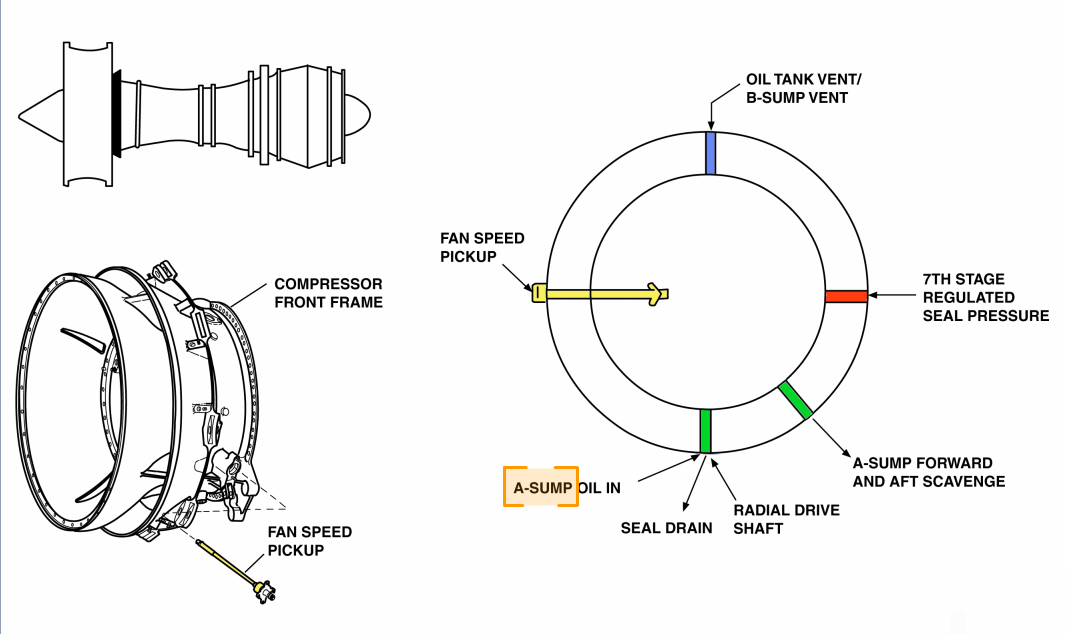 OIL TANK VENT/
B-SUMP VENT
FAN SPEED
PICKUP
7TH STAGE
REGULATED
SEAL PRESSURE
COMPRESSOR
FRONT FRAME
A-SUMP FORWARD
AND AFT SCAVENGE
A-SUMP OIL IN
RADIAL DRIVE
SHAFT
SEAL DRAIN
FAN SPEED
PICKUP